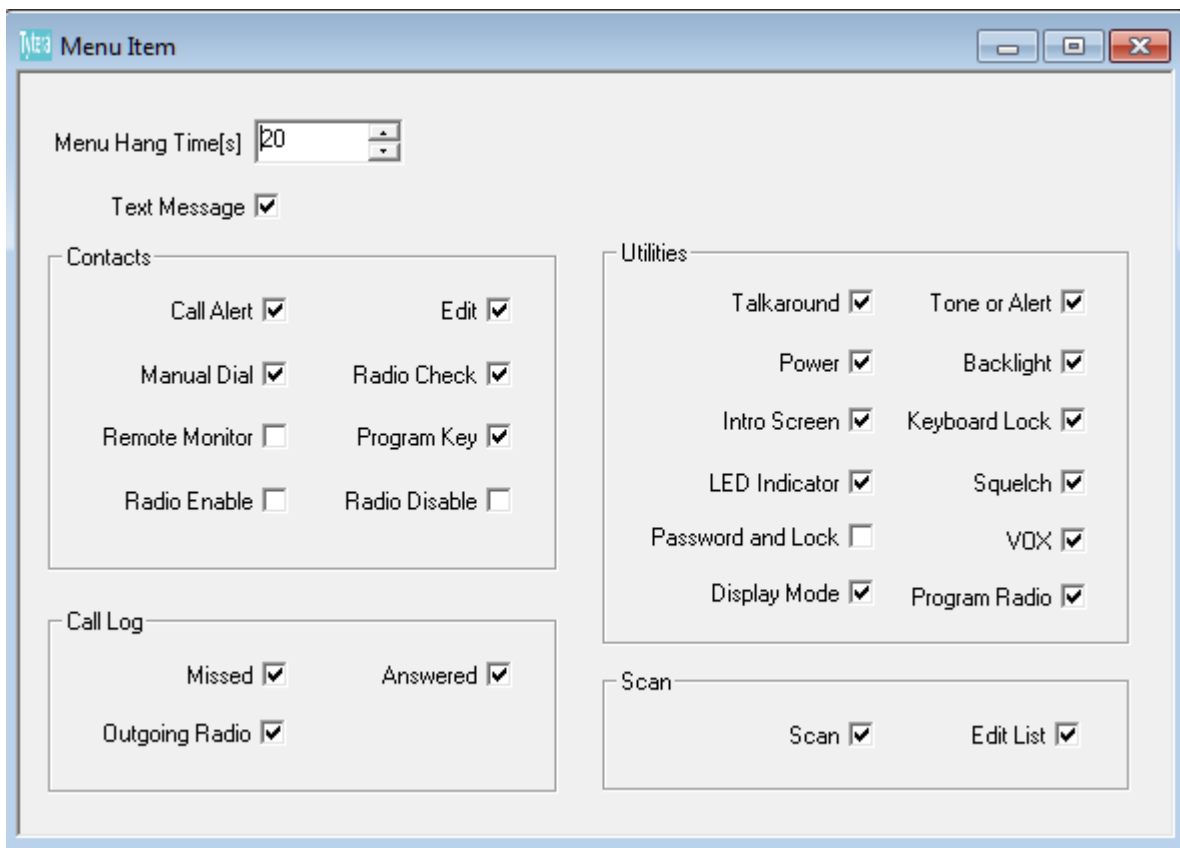 Tytera Menu Item
Menu Hang Time[s] 20
Text Message
Contacts
Call Alert Edit
Manual Dial Radio Check
Remote Monitor Program Key
Radio Enable Radio Disable
Utilities
Talkaround Tone or Alert
Power Backlight
Intro Screen Keyboard Lock
LED Indicator Squelch
Password and Lock VOX
Display Mode Program Radio
Call Log
Missed Answered
Outgoing Radio
Scan
Scan Edit List